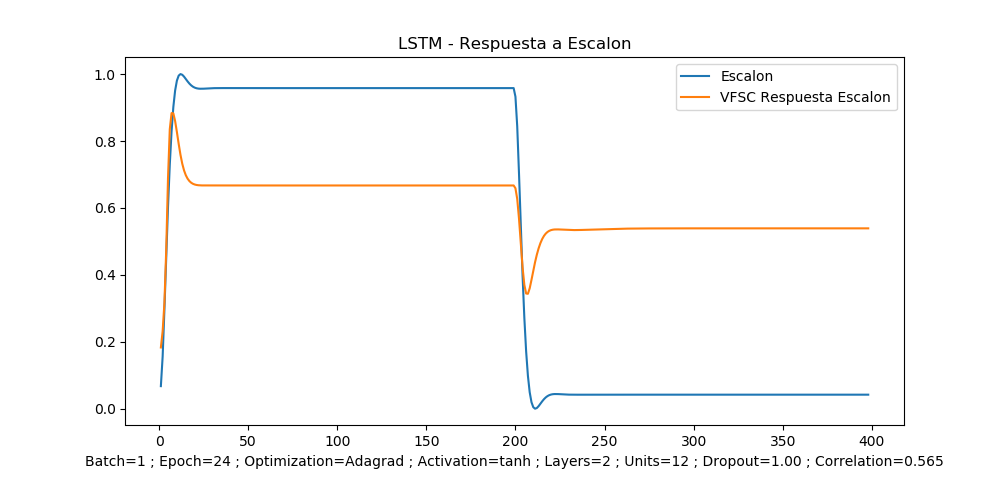 LSTM - Respuesta a Escalon
Escalon
VFSC Respuesta Escalon
1.0
0.8
0.6
0.4
0.2
0.0
0 50 100 150 200 250 300 350 400
Batch=1 ; Epoch=24 ; Optimization=Adagrad ; Activation=tanh ; Layers=2 ; Units=12 ; Dropout=1.00 ; Correlation=0.565